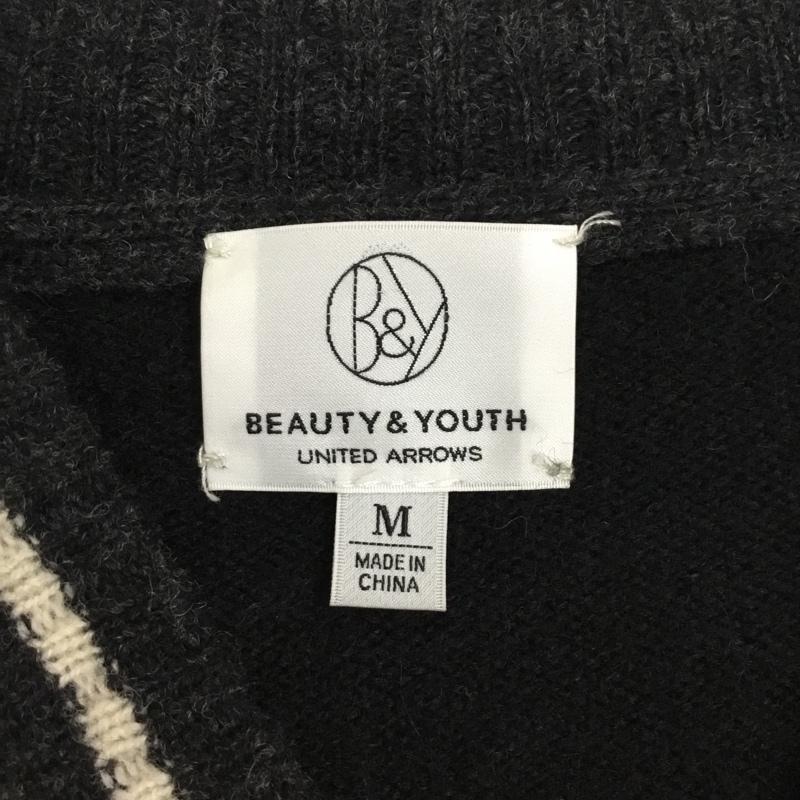 B&Y
BEAUTY & YOUTH
UNITED ARROWS
M
MADE IN
CHINA